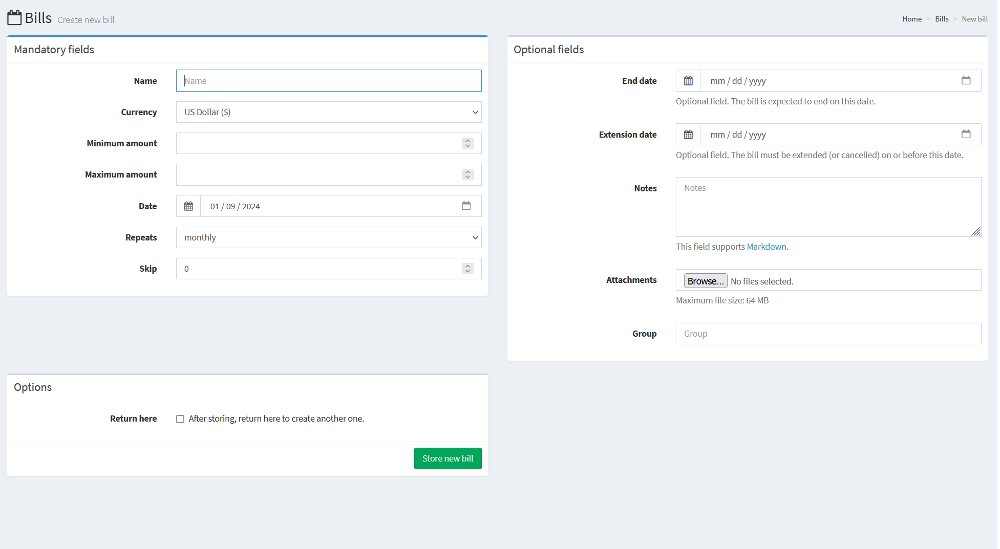 Bills Create new bill
Home > Bills > New bill
Mandatory fields
Name Name
Currency US Dollar ($)
Minimum amount
Maximum amount
Date 01 / 09 / 2024
Repeats monthly
Skip 0
Optional fields
End date mm / dd / yyyy
Optional field. The bill is expected to end on this date.
Extension date mm / dd / yyyy
Optional field. The bill must be extended (or cancelled) on or before this date.
Notes Notes
This field supports Markdown.
Attachments Browse... No files selected.
Maximum file size: 64 MB
Group Group
Options
Return here After storing, return here to create another one.
Store new bill